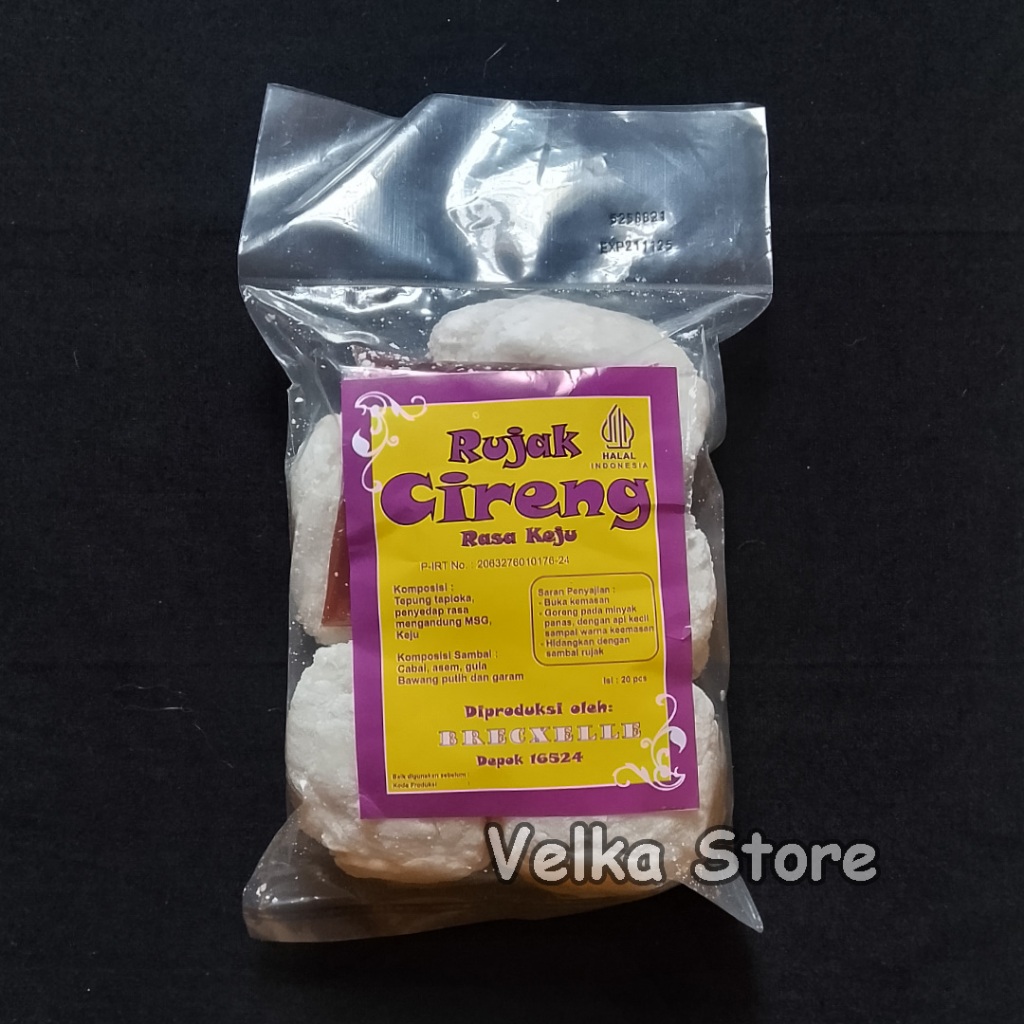 5250821
EXP211125
Rujak
HALAL
INDONESIA
Cireng
Rasa Keju
P-IRT No. : 2063276010176-24
Komposisi :
Tepung tapioka,
penyedap rasa
mengandung MSG,
Keju
Saran Penyajian :
- Buka kemasan
- Goreng pada minyak
panas, dengan api kecil
sampai warna keemasan
- Hidangkan dengan
sambal rujak
Komposisi Sambal :
Cabai, asem, gula
Bawang putih dan garam
Isi : 20 pcs
Diproduksi oleh:
BRECXELLE
Depok 16524
Baik digunakan sebelum :
Kode Produksi :
Velka Store